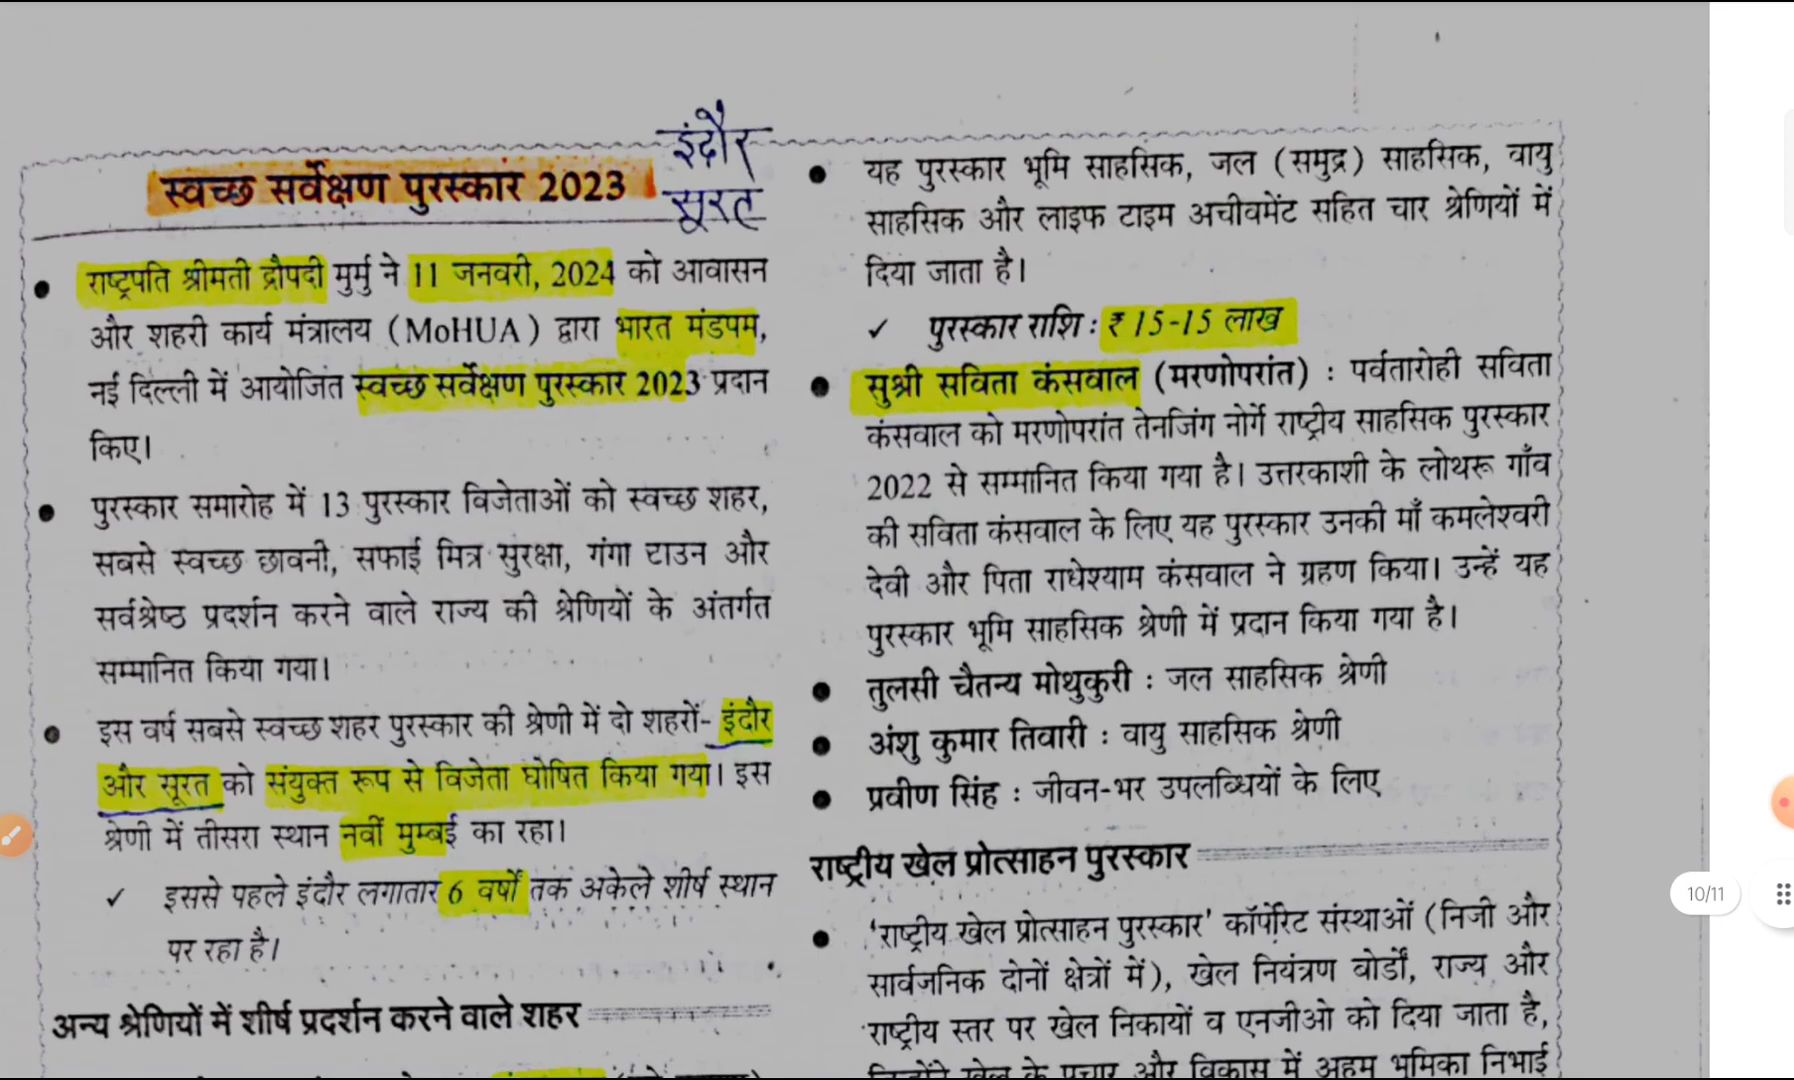 इंदौर
सूरत
स्वच्छ सर्वेक्षण पुरस्कार 2023
● राष्ट्रपति श्रीमती द्रौपदी मुर्मु ने 11 जनवरी, 2024 को आवासन
और शहरी कार्य मंत्रालय (MoHUA) द्वारा भारत मंडपम,
नई दिल्ली में आयोजित स्वच्छ सर्वेक्षण पुरस्कार 2023 प्रदान
किए।
● पुरस्कार समारोह में 13 पुरस्कार विजेताओं को स्वच्छ शहर,
सबसे स्वच्छ छावनी, सफाई मित्र सुरक्षा, गंगा टाउन और
सर्वश्रेष्ठ प्रदर्शन करने वाले राज्य की श्रेणियों के अंतर्गत
सम्मानित किया गया।
● इस वर्ष सबसे स्वच्छ शहर पुरस्कार की श्रेणी में दो शहरों- इंदौर
और सूरत को संयुक्त रूप से विजेता घोषित किया गया। इस
श्रेणी में तीसरा स्थान नवीं मुम्बई का रहा।
✓ इससे पहले इंदौर लगातार 6 वर्षों तक अकेले शीर्ष स्थान
पर रहा है।
अन्य श्रेणियों में शीर्ष प्रदर्शन करने वाले शहर
● यह पुरस्कार भूमि साहसिक, जल (समुद्र) साहसिक, वायु
साहसिक और लाइफ टाइम अचीवमेंट सहित चार श्रेणियों में
दिया जाता है।
✓ पुरस्कार राशि : ₹ 15-15 लाख
● सुश्री सविता कंसवाल (मरणोपरांत) : पर्वतारोही सविता
कंसवाल को मरणोपरांत तेनजिंग नोर्गे राष्ट्रीय साहसिक पुरस्कार
2022 से सम्मानित किया गया है। उत्तरकाशी के लोथरू गाँव
की सविता कंसवाल के लिए यह पुरस्कार उनकी माँ कमलेश्वरी
देवी और पिता राधेश्याम कंसवाल ने ग्रहण किया। उन्हें यह
पुरस्कार भूमि साहसिक श्रेणी में प्रदान किया गया है।
● तुलसी चैतन्य मोथुकुरी : जल साहसिक श्रेणी
● अंशु कुमार तिवारी : वायु साहसिक श्रेणी
● प्रवीण सिंह : जीवन-भर उपलब्धियों के लिए
राष्ट्रीय खेल प्रोत्साहन पुरस्कार
● 'राष्ट्रीय खेल प्रोत्साहन पुरस्कार' कॉर्पोरेट संस्थाओं (निजी और
सार्वजनिक दोनों क्षेत्रों में), खेल नियंत्रण बोर्डों, राज्य और
राष्ट्रीय स्तर पर खेल निकायों व एनजीओ को दिया जाता है,
जिन्होंने खेल के प्रचार और विकास में अहम भूमिका निभाई
10/11